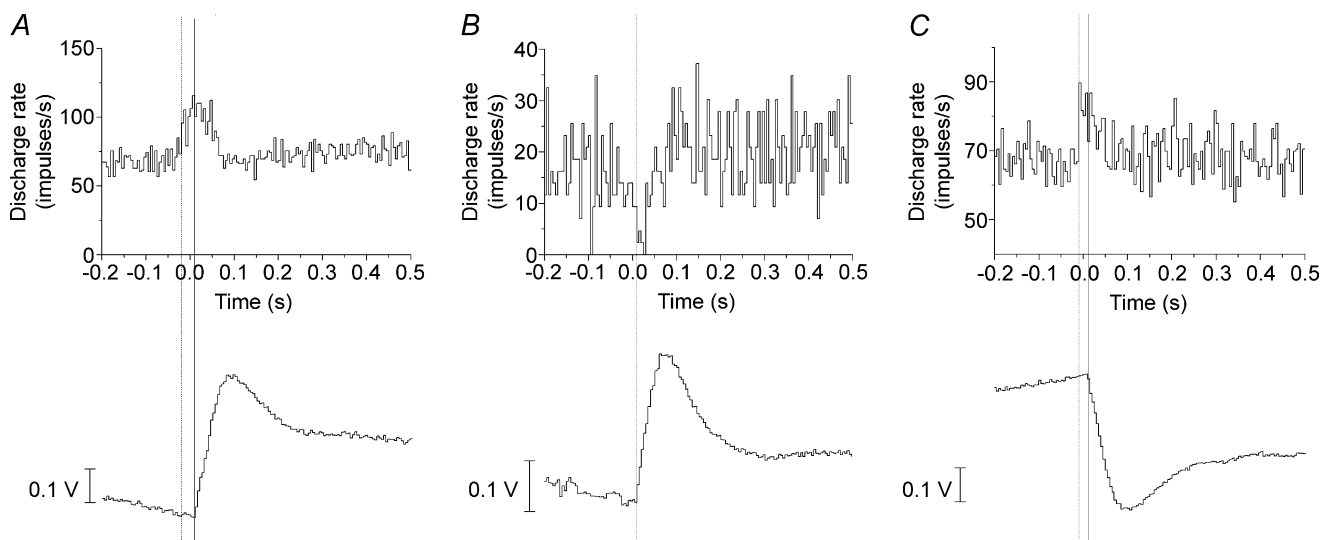 A
Discharge rate
(impulses/s)
150
100
50
0
-0.2 -0.1 0.0 0.1 0.2 0.3 0.4 0.5
Time (s)
0.1 V
B
Discharge rate
(impulses/s)
40
30
20
10
0
-0.2 -0.1 0.0 0.1 0.2 0.3 0.4 0.5
Time (s)
0.1 V
C
Discharge rate
(impulses/s)
90
70
50
-0.2 -0.1 0.0 0.1 0.2 0.3 0.4 0.5
Time (s)
0.1 V